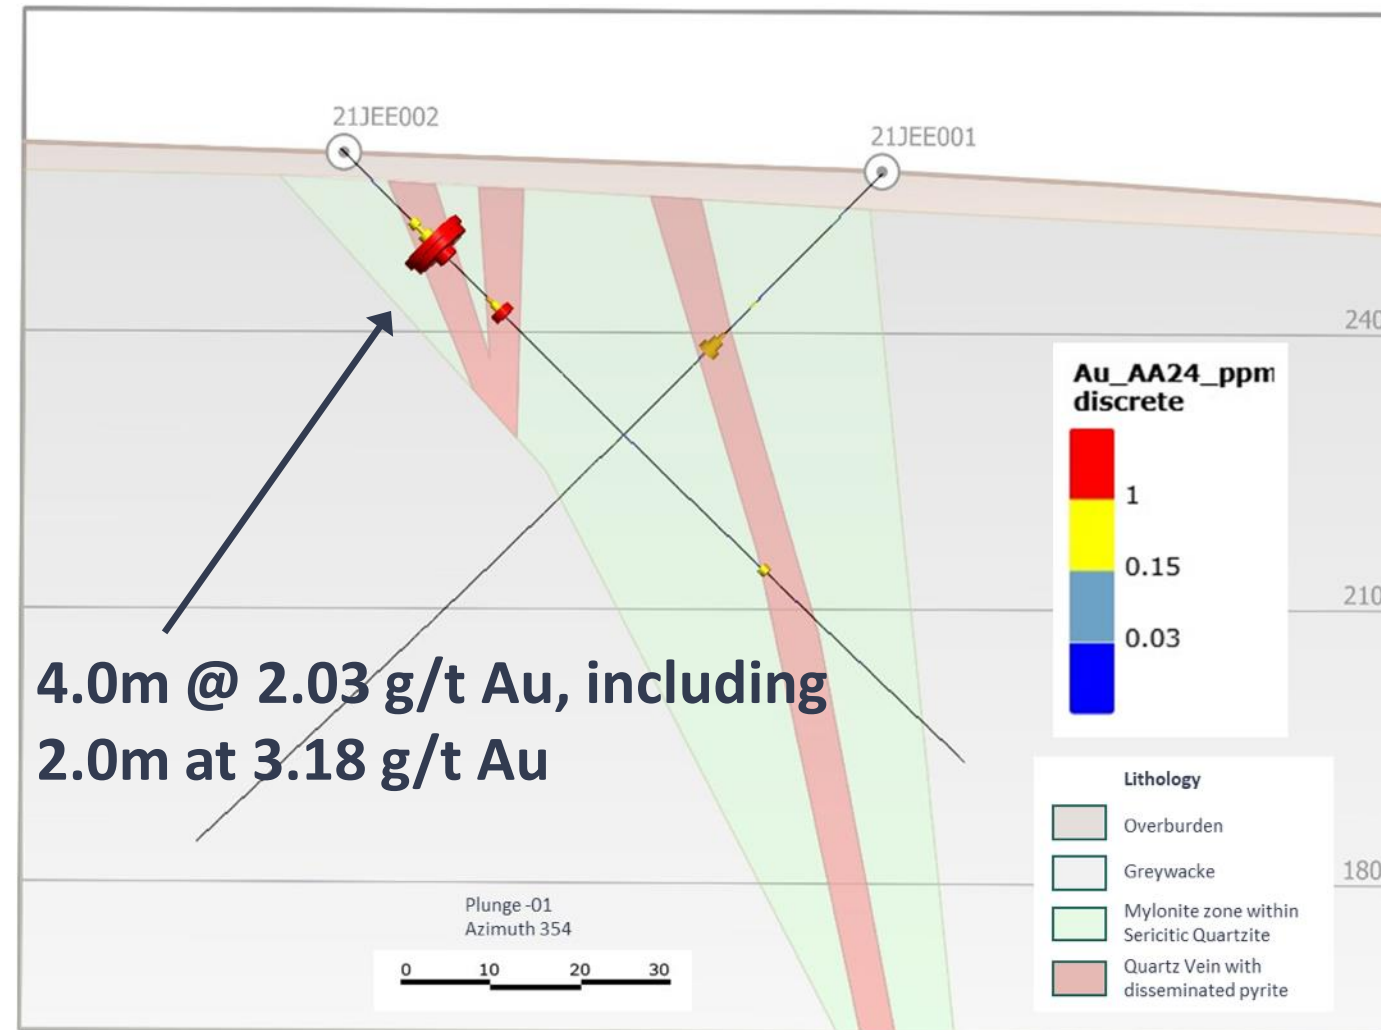 21JEE002
21JEE001
240
Au_AA24_ppm
discrete
1
0.15
0.03
210
4.0m @ 2.03 g/t Au, including
2.0m at 3.18 g/t Au
Lithology
Overburden
Greywacke
Mylonite zone within
Sericitic Quartzite
Quartz Vein with
disseminated pyrite
180
Plunge -01
Azimuth 354
0 10 20 30